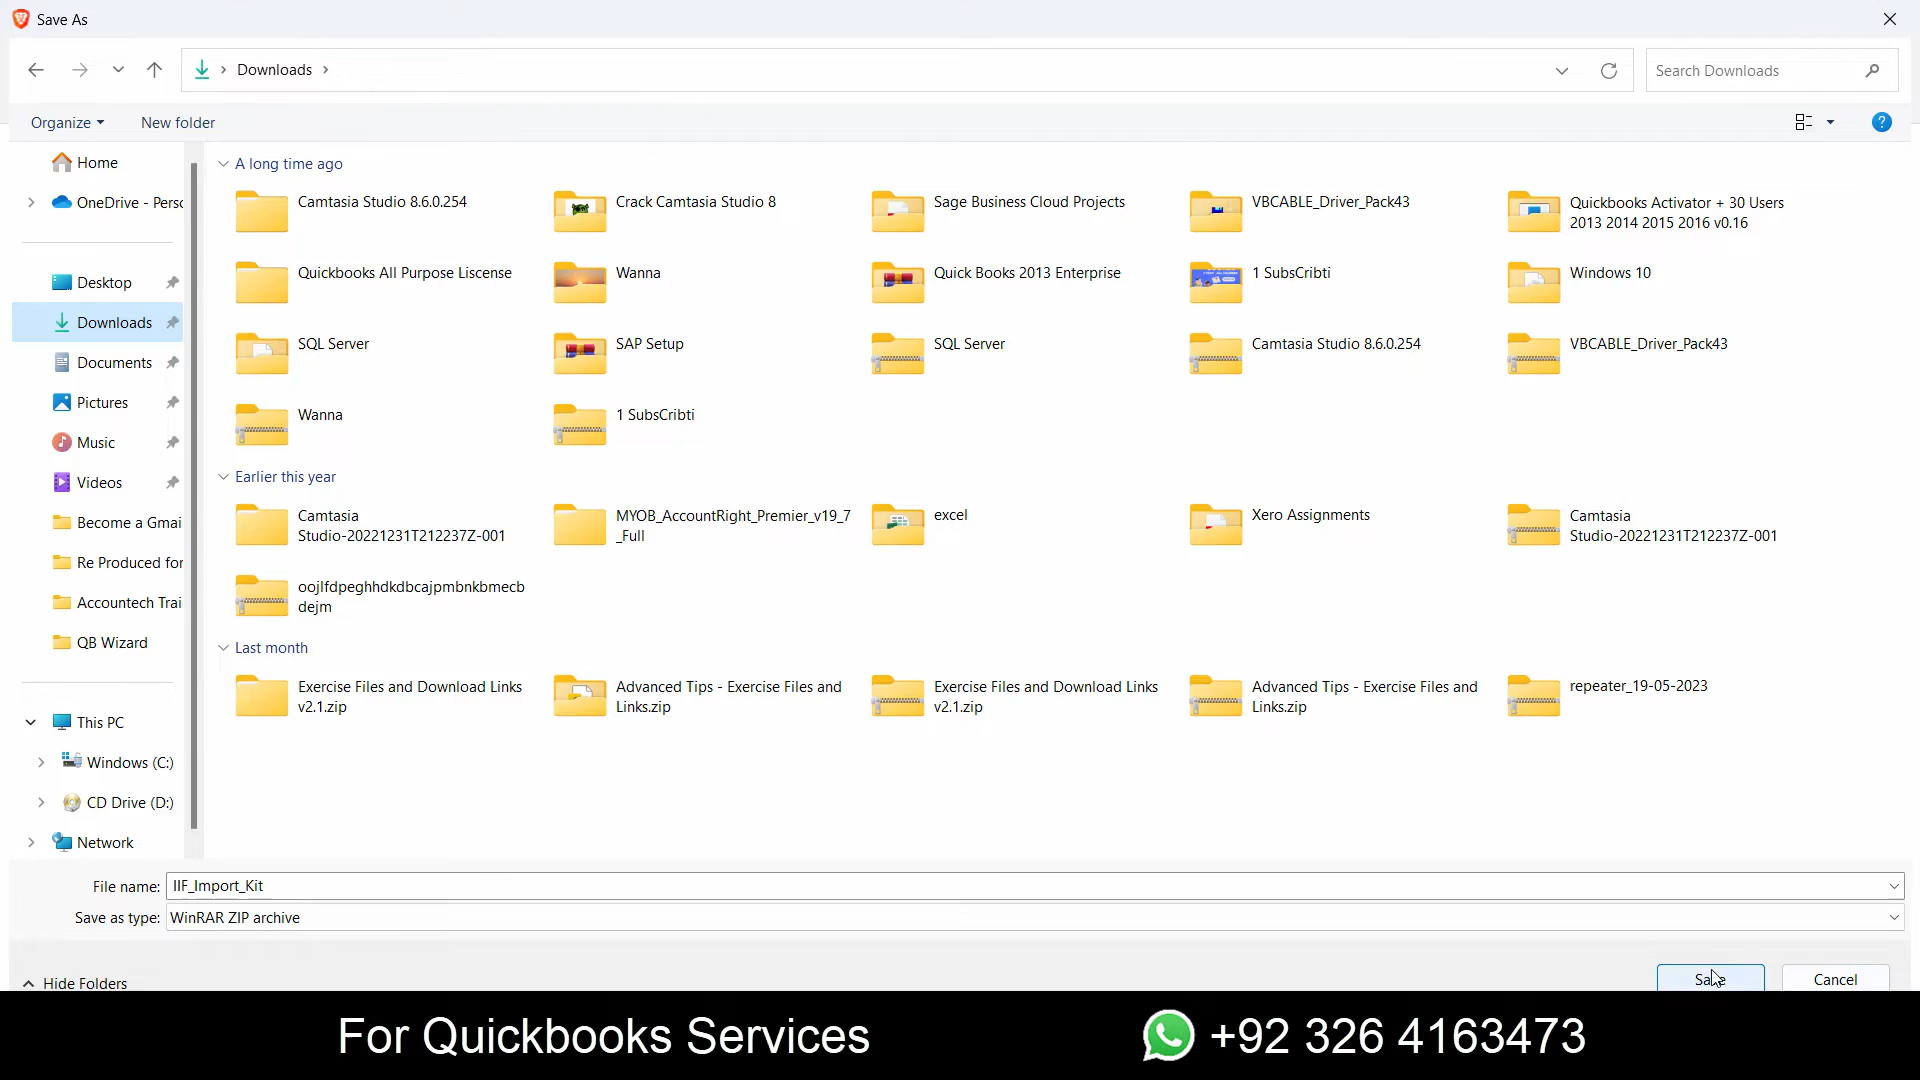 Save As
Downloads
Search Downloads
Organize
New folder
Home
OneDrive - Perso
Desktop
Downloads
Documents
Pictures
Music
Videos
Become a Gmai
Re Produced for
Accountech Trai
QB Wizard
This PC
Windows (C:)
CD Drive (D:)
Network
A long time ago
Camtasia Studio 8.6.0.254
Crack Camtasia Studio 8
Sage Business Cloud Projects
VBCABLE_Driver_Pack43
Quickbooks Activator + 30 Users
2013 2014 2015 2016 v0.16
Quickbooks All Purpose Liscense
Wanna
Quick Books 2013 Enterprise
1 SubsCribti
Windows 10
SQL Server
SAP Setup
SQL Server
Camtasia Studio 8.6.0.254
VBCABLE_Driver_Pack43
Wanna
1 SubsCribti
Earlier this year
Camtasia
Studio-20221231T212237Z-001
MYOB_AccountRight_Premier_v19_7
_Full
excel
Xero Assignments
Camtasia
Studio-20221231T212237Z-001
oojlfdpeghhdkdbcajpmbnkbmecb
dejm
Last month
Exercise Files and Download Links
v2.1.zip
Advanced Tips - Exercise Files and
Links.zip
Exercise Files and Download Links
v2.1.zip
Advanced Tips - Exercise Files and
Links.zip
repeater_19-05-2023
File name: IIF_Import_Kit
Save as type: WinRAR ZIP archive
Hide Folders
Save
Cancel
For Quickbooks Services
+92 326 4163473